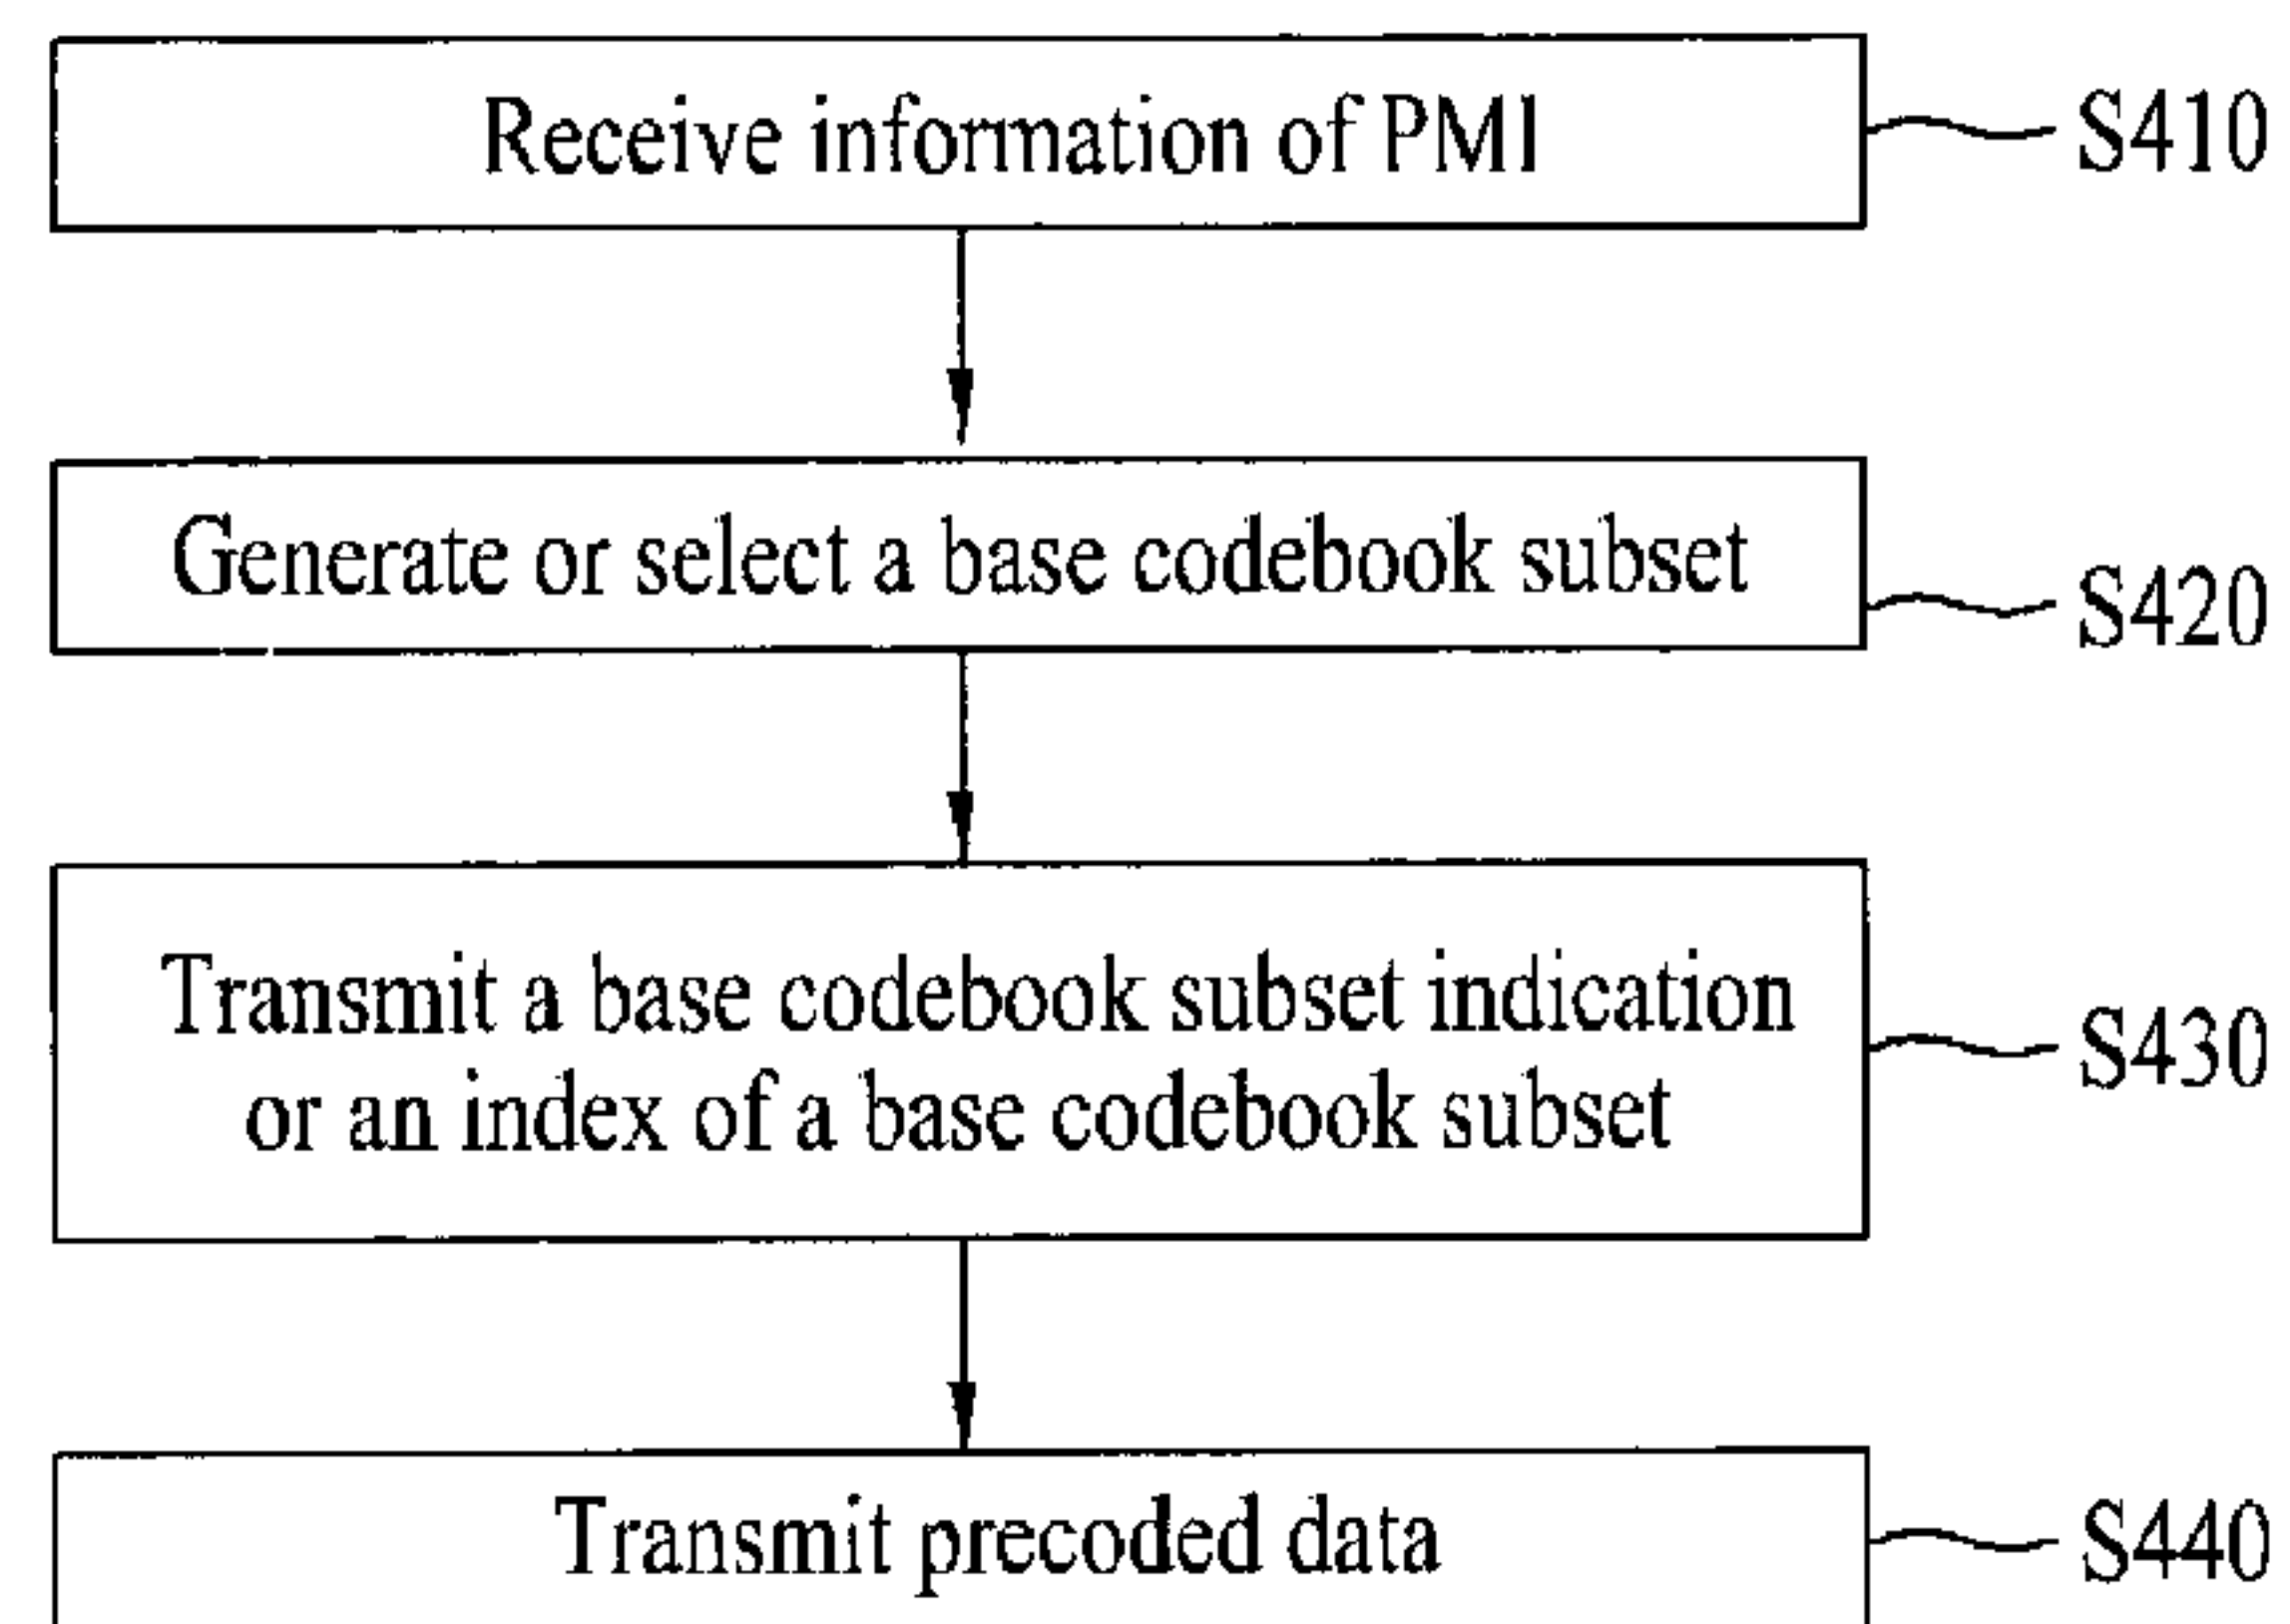 Receive information of PMI
S410
Generate or select a base codebook subset
S420
Transmit a base codebook subset indication
or an index of a base codebook subset
S430
Transmit precoded data
S440